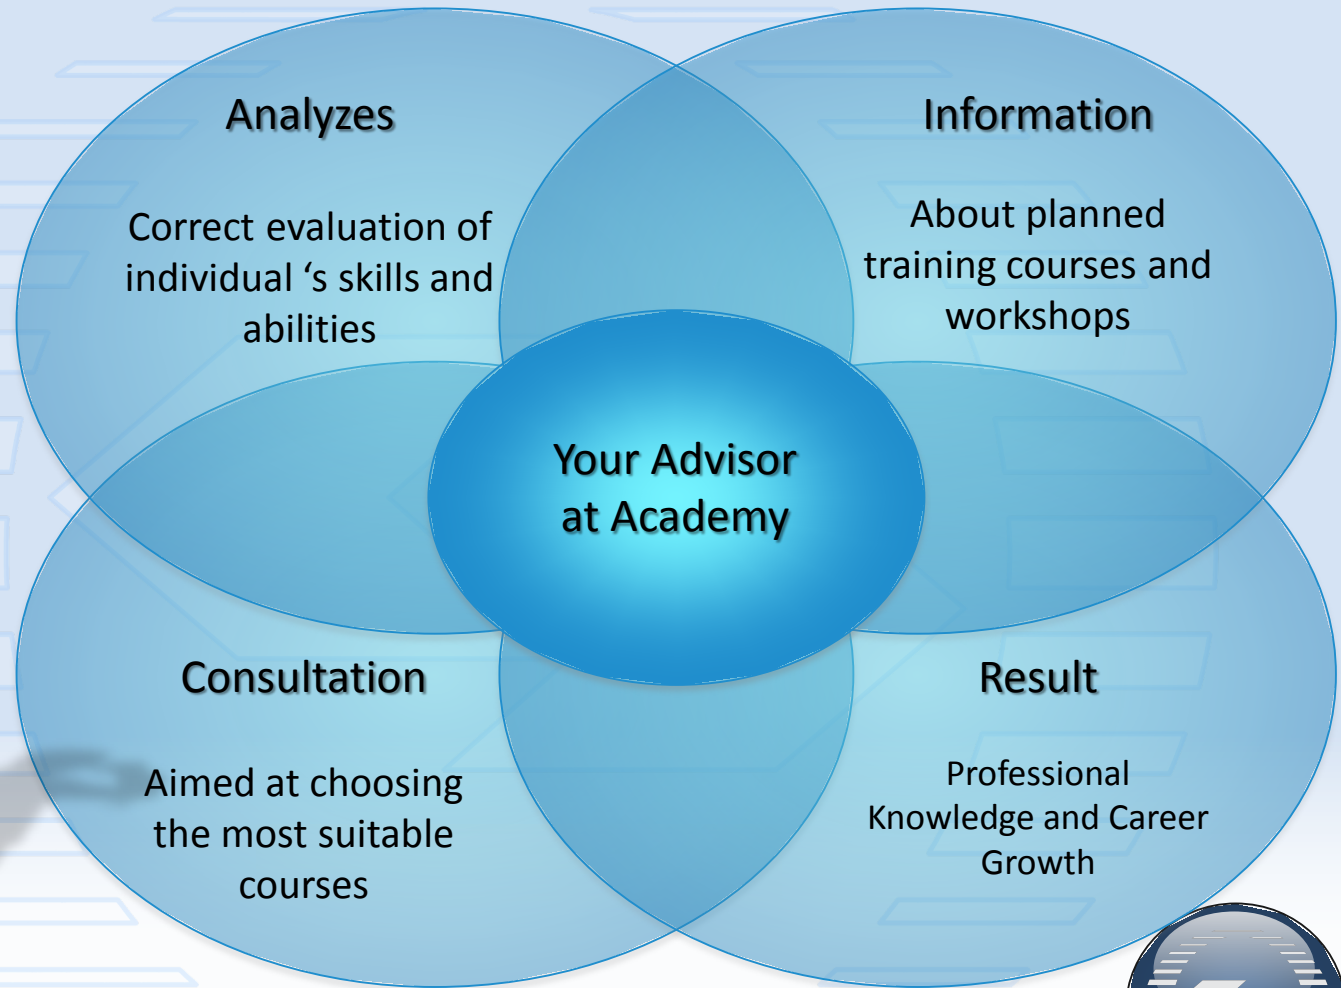 Analyzes
Correct evaluation of
individual ‘s skills and
abilities
Information
About planned
training courses and
workshops
Your Advisor
at Academy
Consultation
Aimed at choosing
the most suitable
courses
Result
Professional
Knowledge and Career
Growth